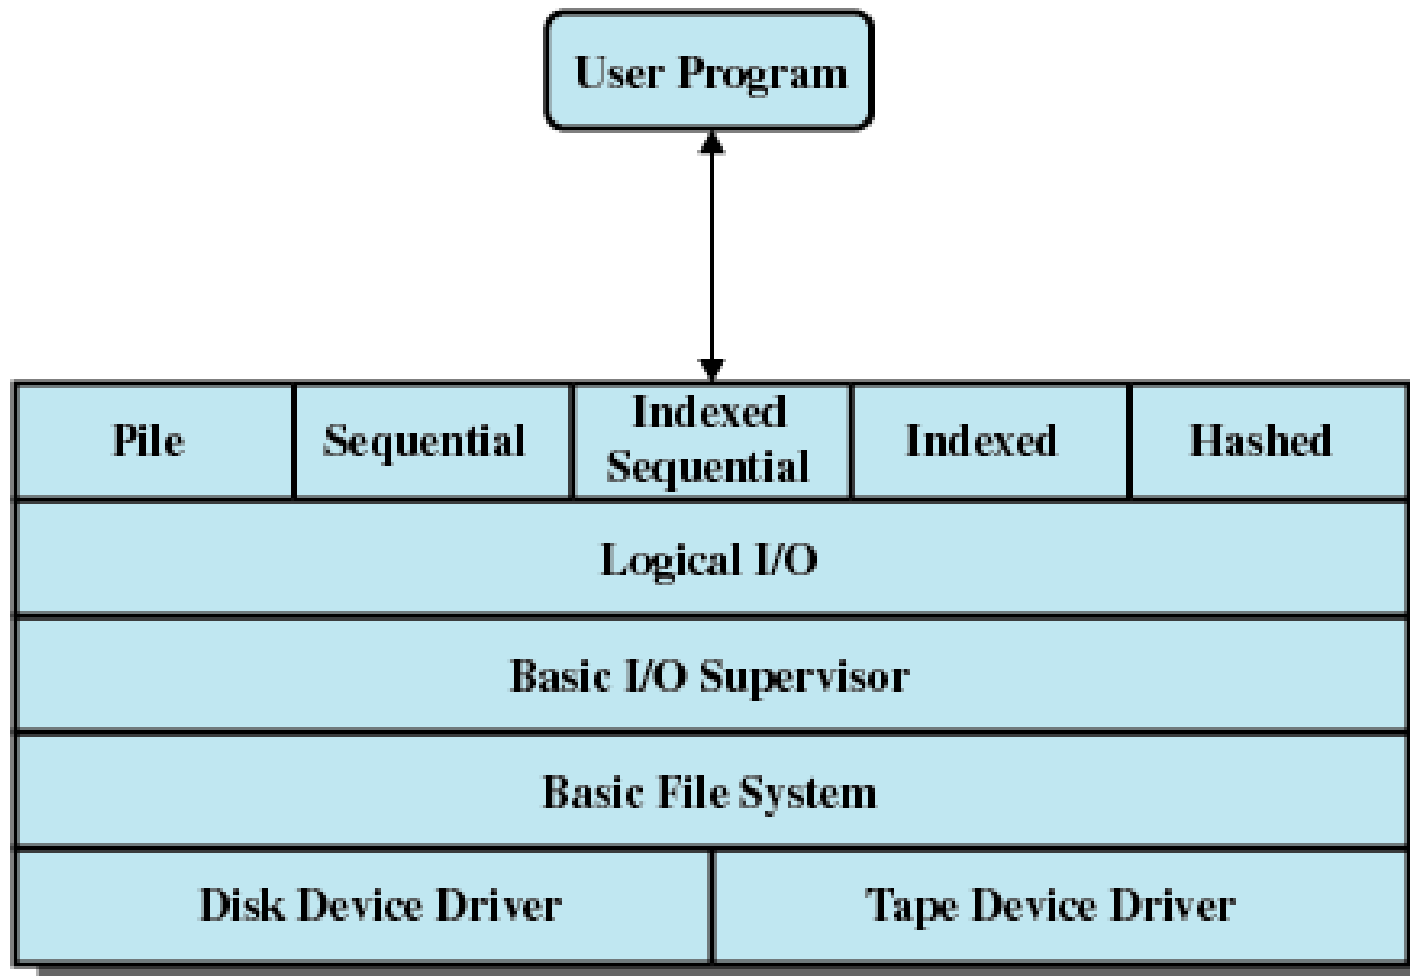 User Program
Pile
Sequential
Indexed
Sequential
Indexed
Hashed
Logical I/O
Basic I/O Supervisor
Basic File System
Disk Device Driver
Tape Device Driver